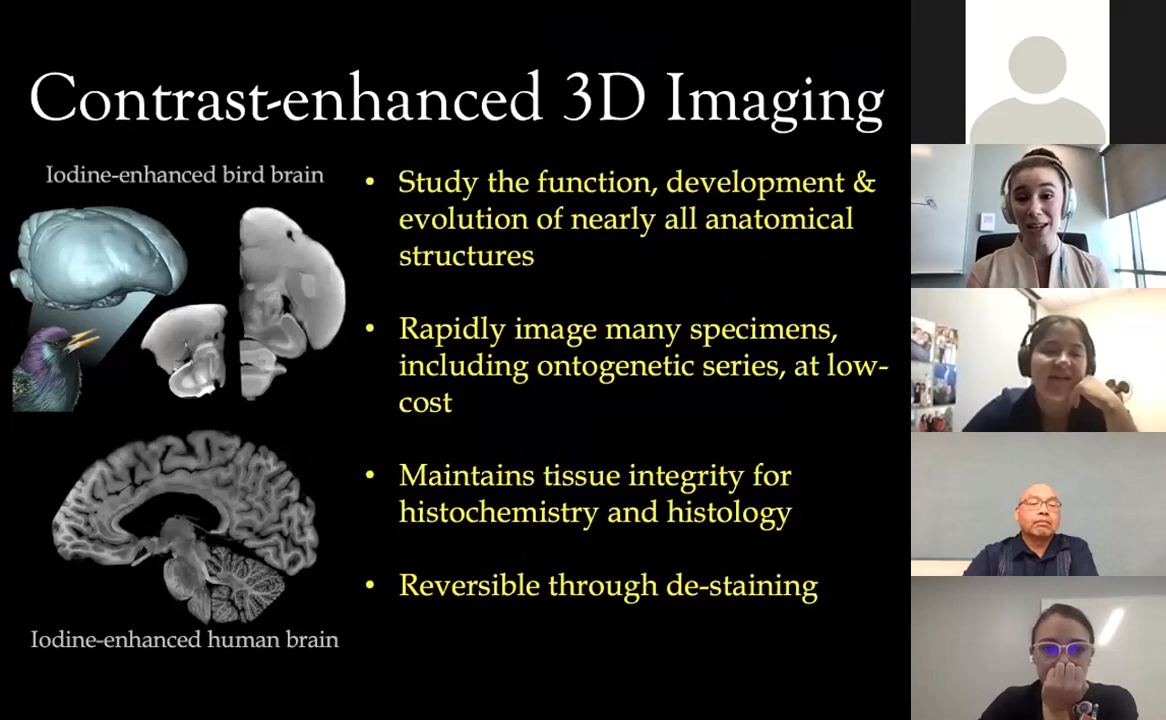 Contrast-enhanced 3D Imaging
Iodine-enhanced bird brain
• Study the function, development &
evolution of nearly all anatomical
structures
• Rapidly image many specimens,
including ontogenetic series, at low-
cost
• Maintains tissue integrity for
histochemistry and histology
• Reversible through de-staining
Iodine-enhanced human brain